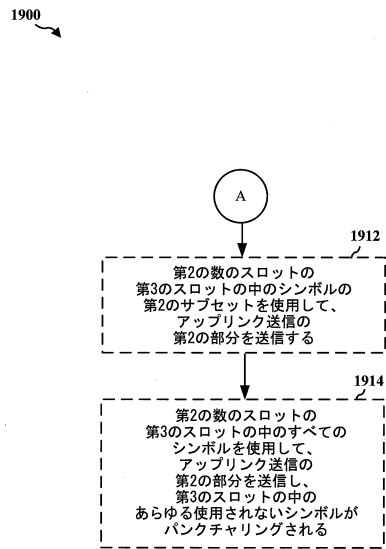 1900
A
1912
第2の数のスロットの
第3のスロットの中のシンボルの
第2のサブセットを使用して、
アップリンク送信の
第2の部分を送信する
1914
第2の数のスロットの
第3のスロットの中のすべての
シンボルを使用して、
アップリンク送信の
第2の部分を送信し、
第3のスロットの中の
あらゆる使用されないシンボルが
パンクチャリングされる